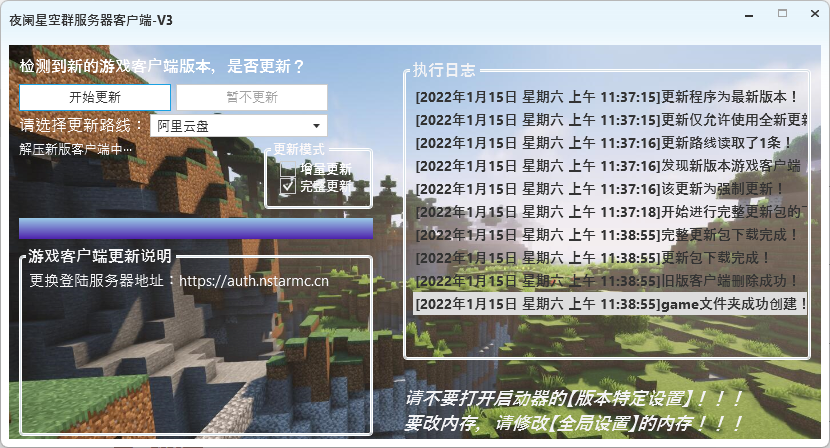 夜阑星空群服务器客户端-V3
检测到新的游戏客户端版本，是否更新？
开始更新
暂不更新
请选择更新路线：
阿里云盘
解压新版客户端中...
更新模式
增量更新
完整更新
游戏客户端更新说明
更换登陆服务器地址：https://auth.nstarmc.cn
执行日志
[2022年1月15日 星期六 上午 11:37:15]更新程序为最新版本！
[2022年1月15日 星期六 上午 11:37:15]更新仅允许使用全新更新
[2022年1月15日 星期六 上午 11:37:16]更新路线读取了1条！
[2022年1月15日 星期六 上午 11:37:16]发现新版本游戏客户端
[2022年1月15日 星期六 上午 11:37:16]该更新为强制更新！
[2022年1月15日 星期六 上午 11:37:18]开始进行完整更新包的
[2022年1月15日 星期六 上午 11:38:55]完整更新包下载完成！
[2022年1月15日 星期六 上午 11:38:55]更新包下载完成！
[2022年1月15日 星期六 上午 11:38:55]旧版客户端删除成功！
[2022年1月15日 星期六 上午 11:38:55]game文件夹成功创建！
请不要打开启动器的【版本特定设置】！！！
要改内存，请修改【全局设置】的内存！！！